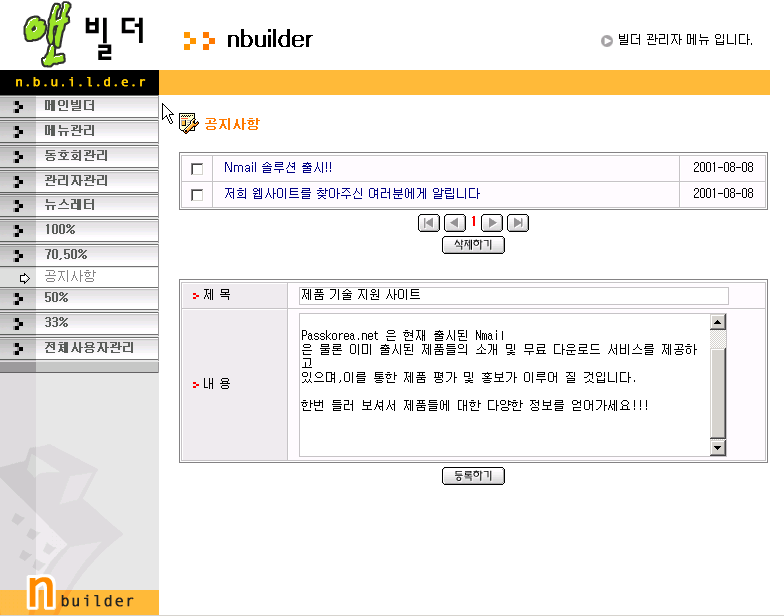 앤 빌더
nbuilder
빌더 관리자 메뉴 입니다.
n.b.u.i.l.d.e.r
메인빌더
메뉴관리
동호회관리
관리자관리
뉴스레터
100%
70,50%
공지사항
50%
33%
전체사용자관리
공지사항
Nmail 솔루션 출시!! 2001-08-08
저희 웹사이트를 찾아주신 여러분에게 알립니다 2001-08-08
1
삭제하기
제 목 제품 기술 지원 사이트
내 용
Passkorea.net 은 현재 출시된 Nmail
은 물론 이미 출시된 제품들의 소개 및 무료 다운로드 서비스를 제공하
고
있으며,이를 통한 제품 평가 및 홍보가 이루어 질 것입니다.
한번 들러 보셔서 제품들에 대한 다양한 정보를 얻어가세요!!!
등록하기
nbuilder